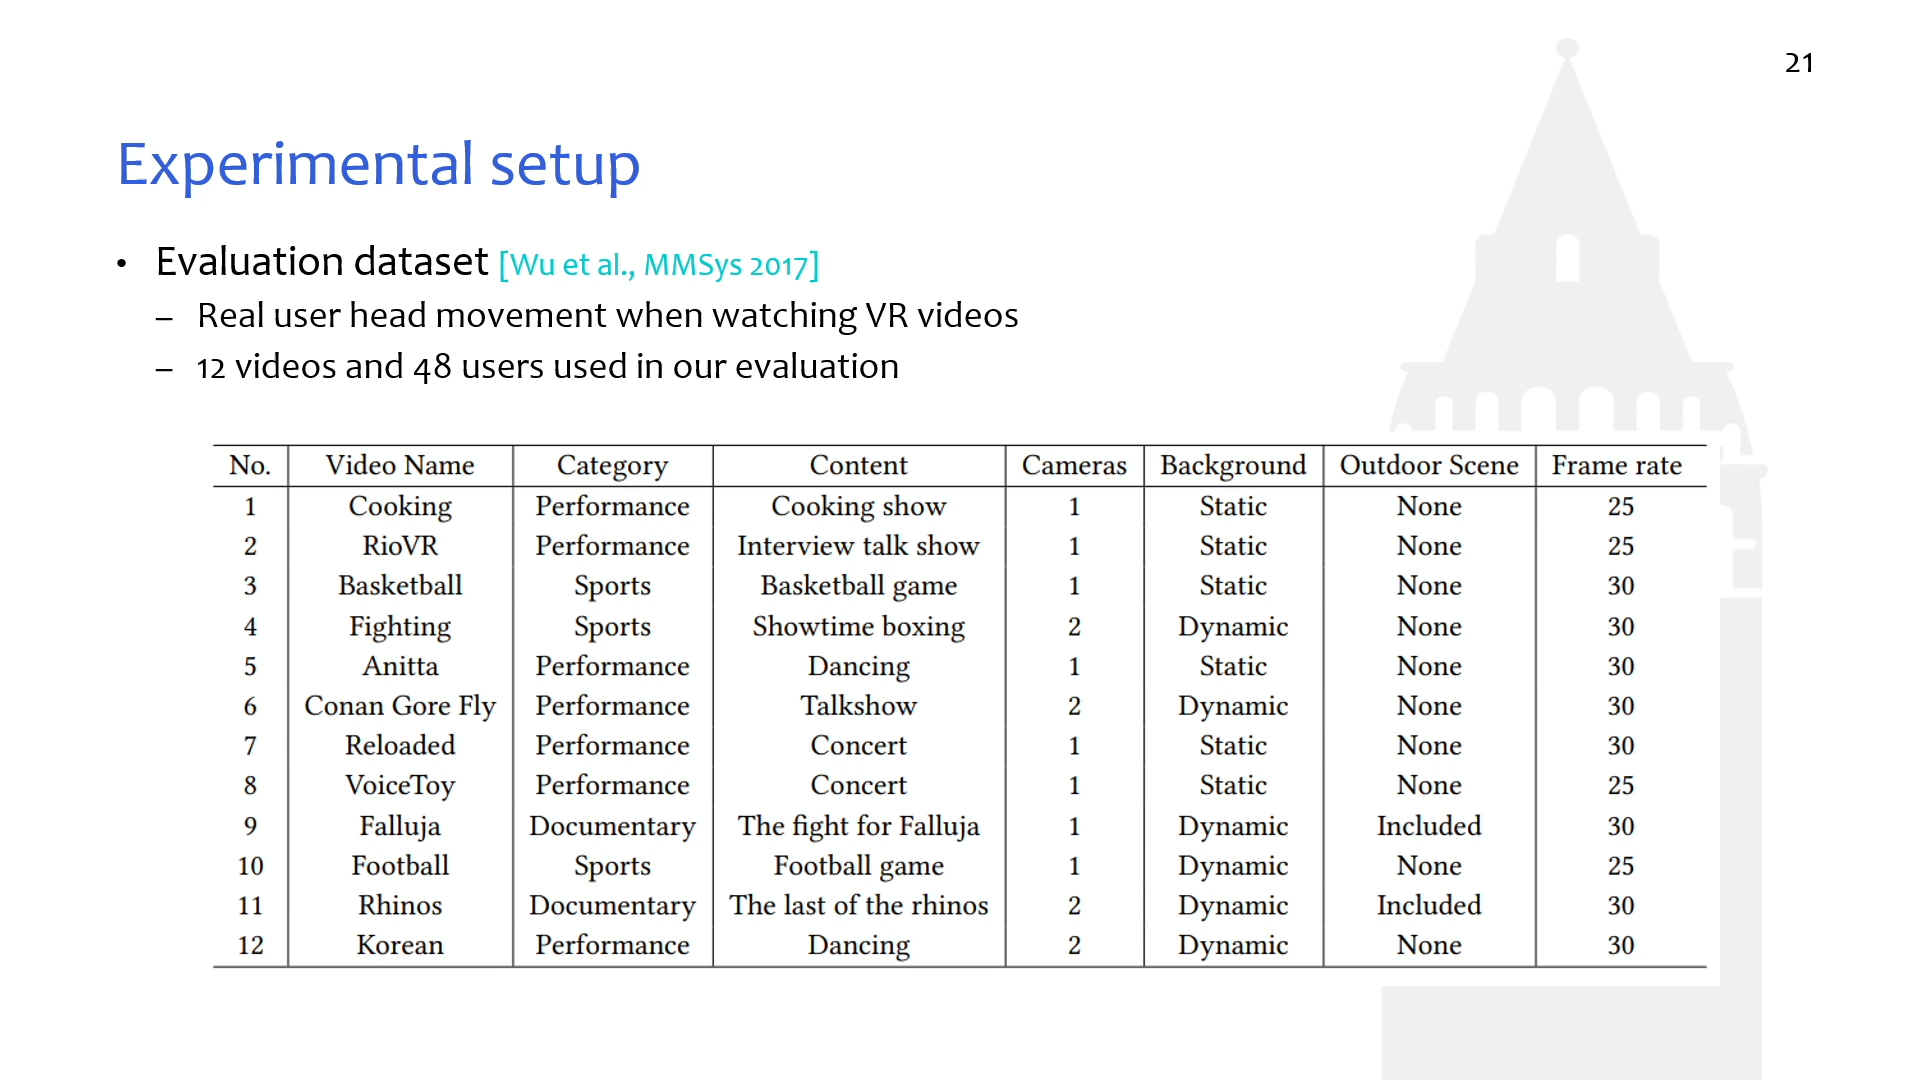 21
Experimental setup
• Evaluation dataset [Wu et al., MMSys 2017]
– Real user head movement when watching VR videos
– 12 videos and 48 users used in our evaluation
No. Video Name Category Content Cameras Background Outdoor Scene Frame rate
1 Cooking Performance Cooking show 1 Static None 25
2 RioVR Performance Interview talk show 1 Static None 25
3 Basketball Sports Basketball game 1 Static None 30
4 Fighting Sports Showtime boxing 2 Dynamic None 30
5 Anitta Performance Dancing 1 Static None 30
6 Conan Gore Fly Performance Talkshow 2 Dynamic None 30
7 Reloaded Performance Concert 1 Static None 30
8 VoiceToy Performance Concert 1 Static None 25
9 Falluja Documentary The fight for Falluja 1 Dynamic Included 30
10 Football Sports Football game 1 Dynamic None 25
11 Rhinos Documentary The last of the rhinos 2 Dynamic Included 30
12 Korean Performance Dancing 2 Dynamic None 30